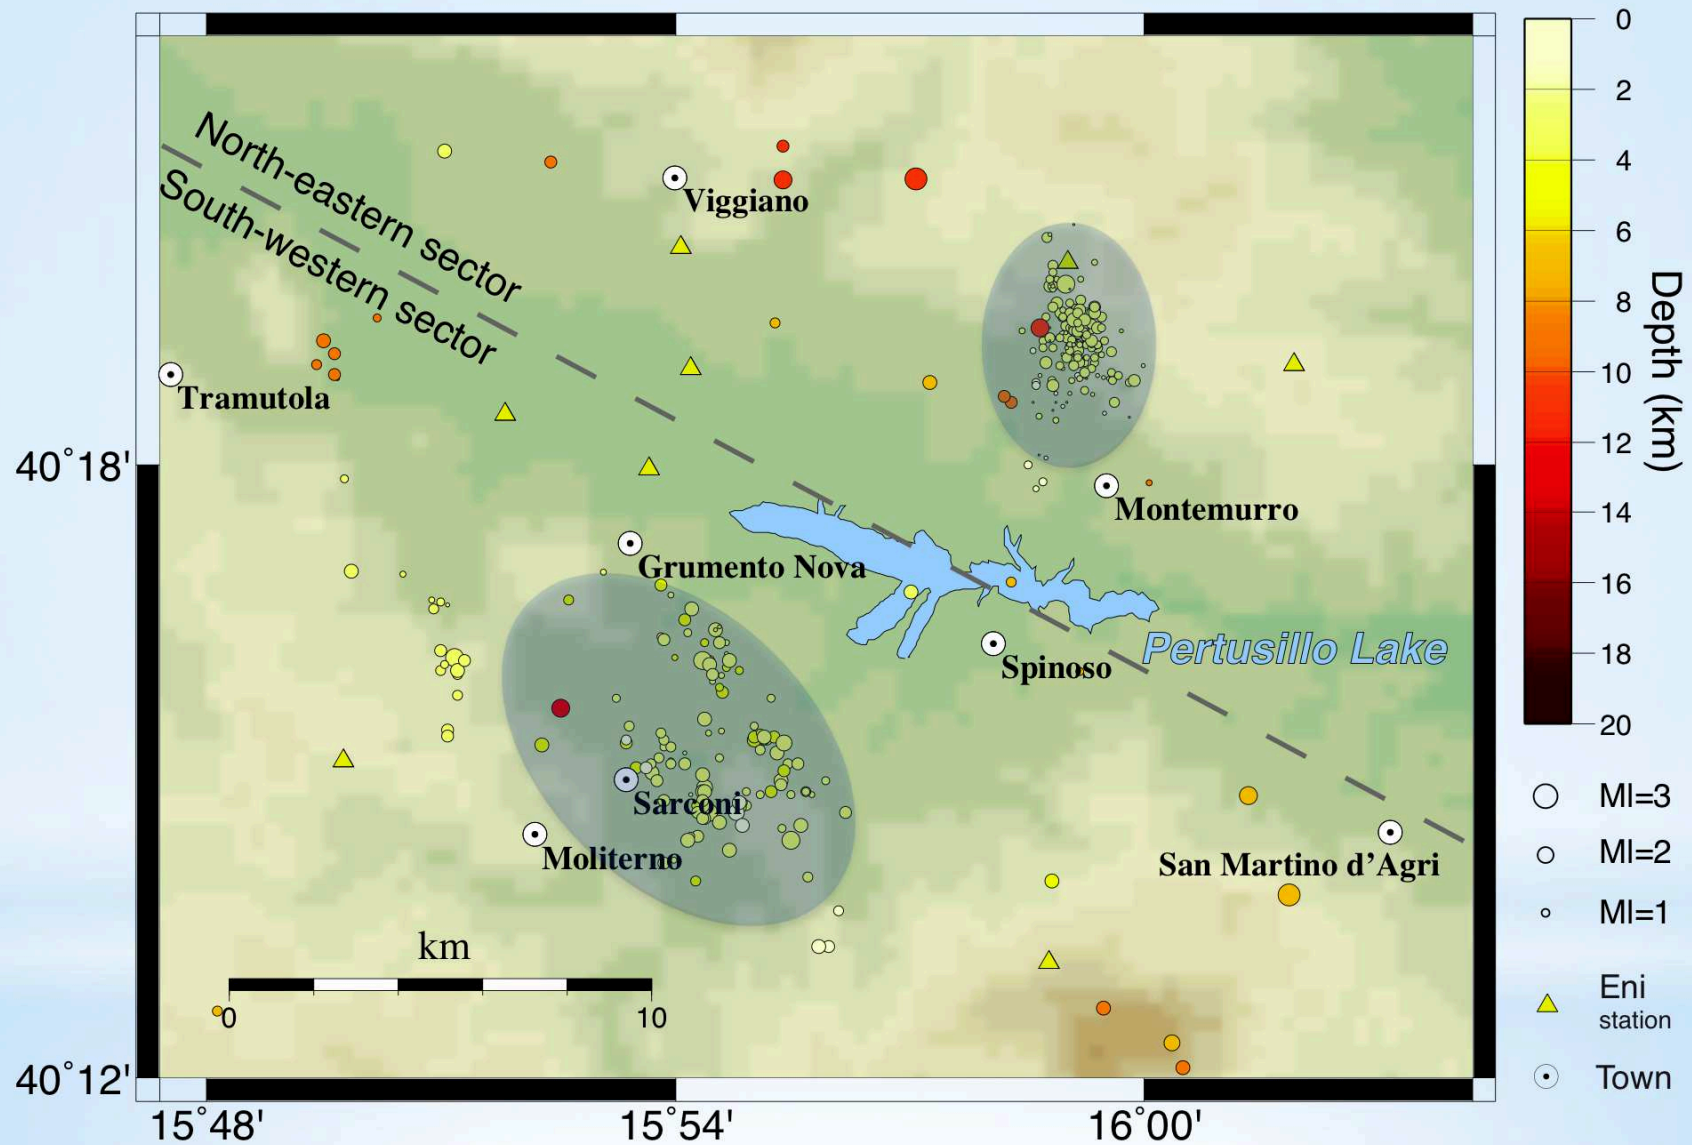 North-eastern sector
South-western sector
Viggiano
Tramutola
Montemurro
Grumento Nova
Spinoso
Pertusillo Lake
Sarconi
Moliterno
San Martino d’Agri
km
0
10
40°18'
40°12'
15°48'
15°54'
16°00'
0
2
4
6
8
10
12
14
16
18
20
Depth (km)
Ml=3
Ml=2
Ml=1
Eni
station
Town